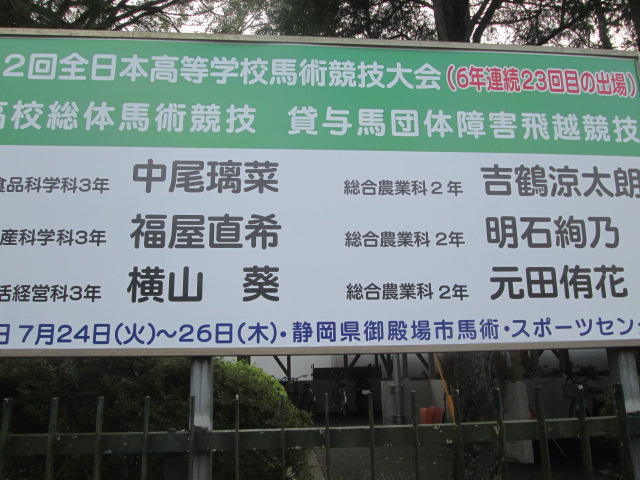 2回全日本高等学校馬術競技大会(6年連続23回目の出場)
高校総体馬術競技 貸与馬団体障害飛越競技
食品科学科3年 中尾璃菜 総合農業科2年 吉鶴涼太朗
産科学科3年 福屋直希 総合農業科2年 明石絢乃
活経営科3年 横山 葵 総合農業科2年 元田侑花
日 7月24日(火)～26日(木)・静岡県御殿場市馬術・スポーツセン